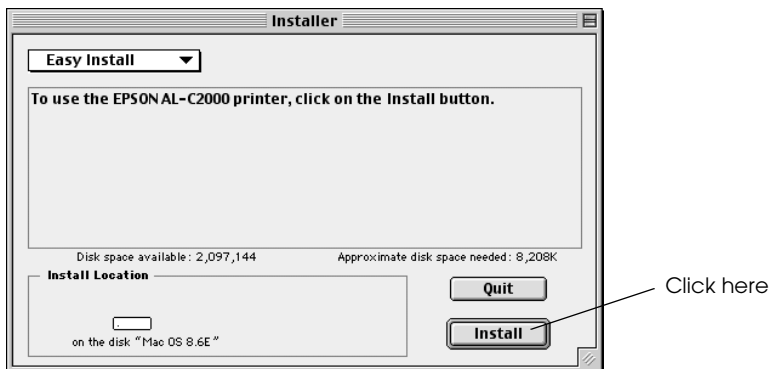 Installer
Easy Install
To use the EPSON AL-C2000 printer, click on the Install button.
Disk space available: 2,097,144 Approximate disk space needed: 8,208K
Install Location
on the disk "Mac OS 8.6E"
Quit
Install
Click here